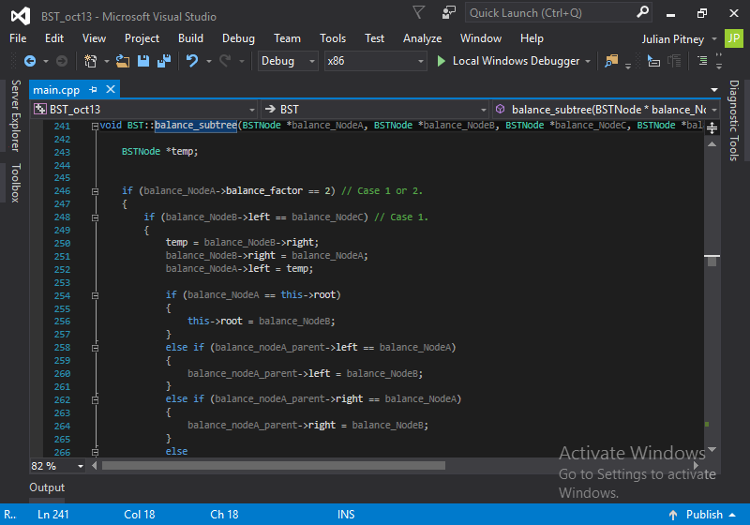 BST_oct13 - Microsoft Visual Studio
Quick Launch (Ctrl+Q)
File Edit View Project Build Debug Team Tools Test Analyze Window Help Julian Pitney JP
Debug x86 Local Windows Debugger
Server Explorer
Toolbox
Diagnostic Tools
main.cpp
BST_oct13 BST balance_subtree(BSTNode * balance_No
241 void BST::balance_subtree(BSTNode *balance_NodeA, BSTNode *balance_NodeB, BSTNode *balance_NodeC, BSTNode *bal
242
243 BSTNode *temp;
244
245
246 if (balance_NodeA->balance_factor == 2) // Case 1 or 2.
247 {
248 if (balance_NodeB->left == balance_NodeC) // Case 1.
249 {
250 temp = balance_NodeB->right;
251 balance_NodeB->right = balance_NodeA;
252 balance_NodeA->left = temp;
253
254 if (balance_NodeA == this->root)
255 {
256 this->root = balance_NodeB;
257 }
258 else if (balance_nodeA_parent->left == balance_NodeA)
259 {
260 balance_nodeA_parent->left = balance_NodeB;
261 }
262 else if (balance_nodeA_parent->right == balance_NodeA)
263 {
264 balance_nodeA_parent->right = balance_NodeB;
265 }
266 else
82 %
Activate Windows
Go to Settings to activate
Windows.
Output
R.. Ln 241 Col 18 Ch 18 INS Publish